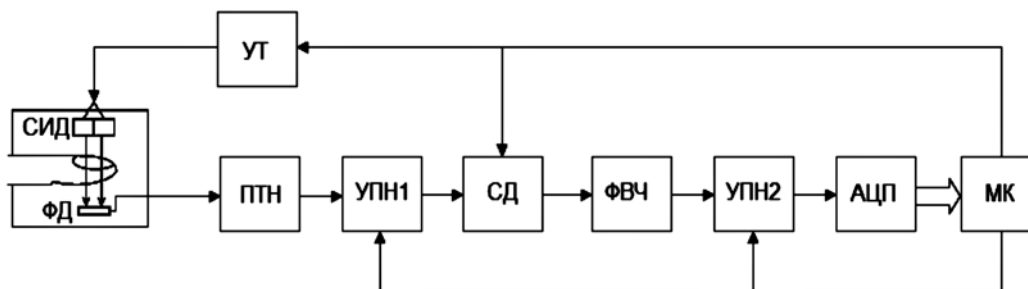 УТ
СИД
ФД
ПТН
УПН1
СД
ФВЧ
УПН2
АЦП
МК